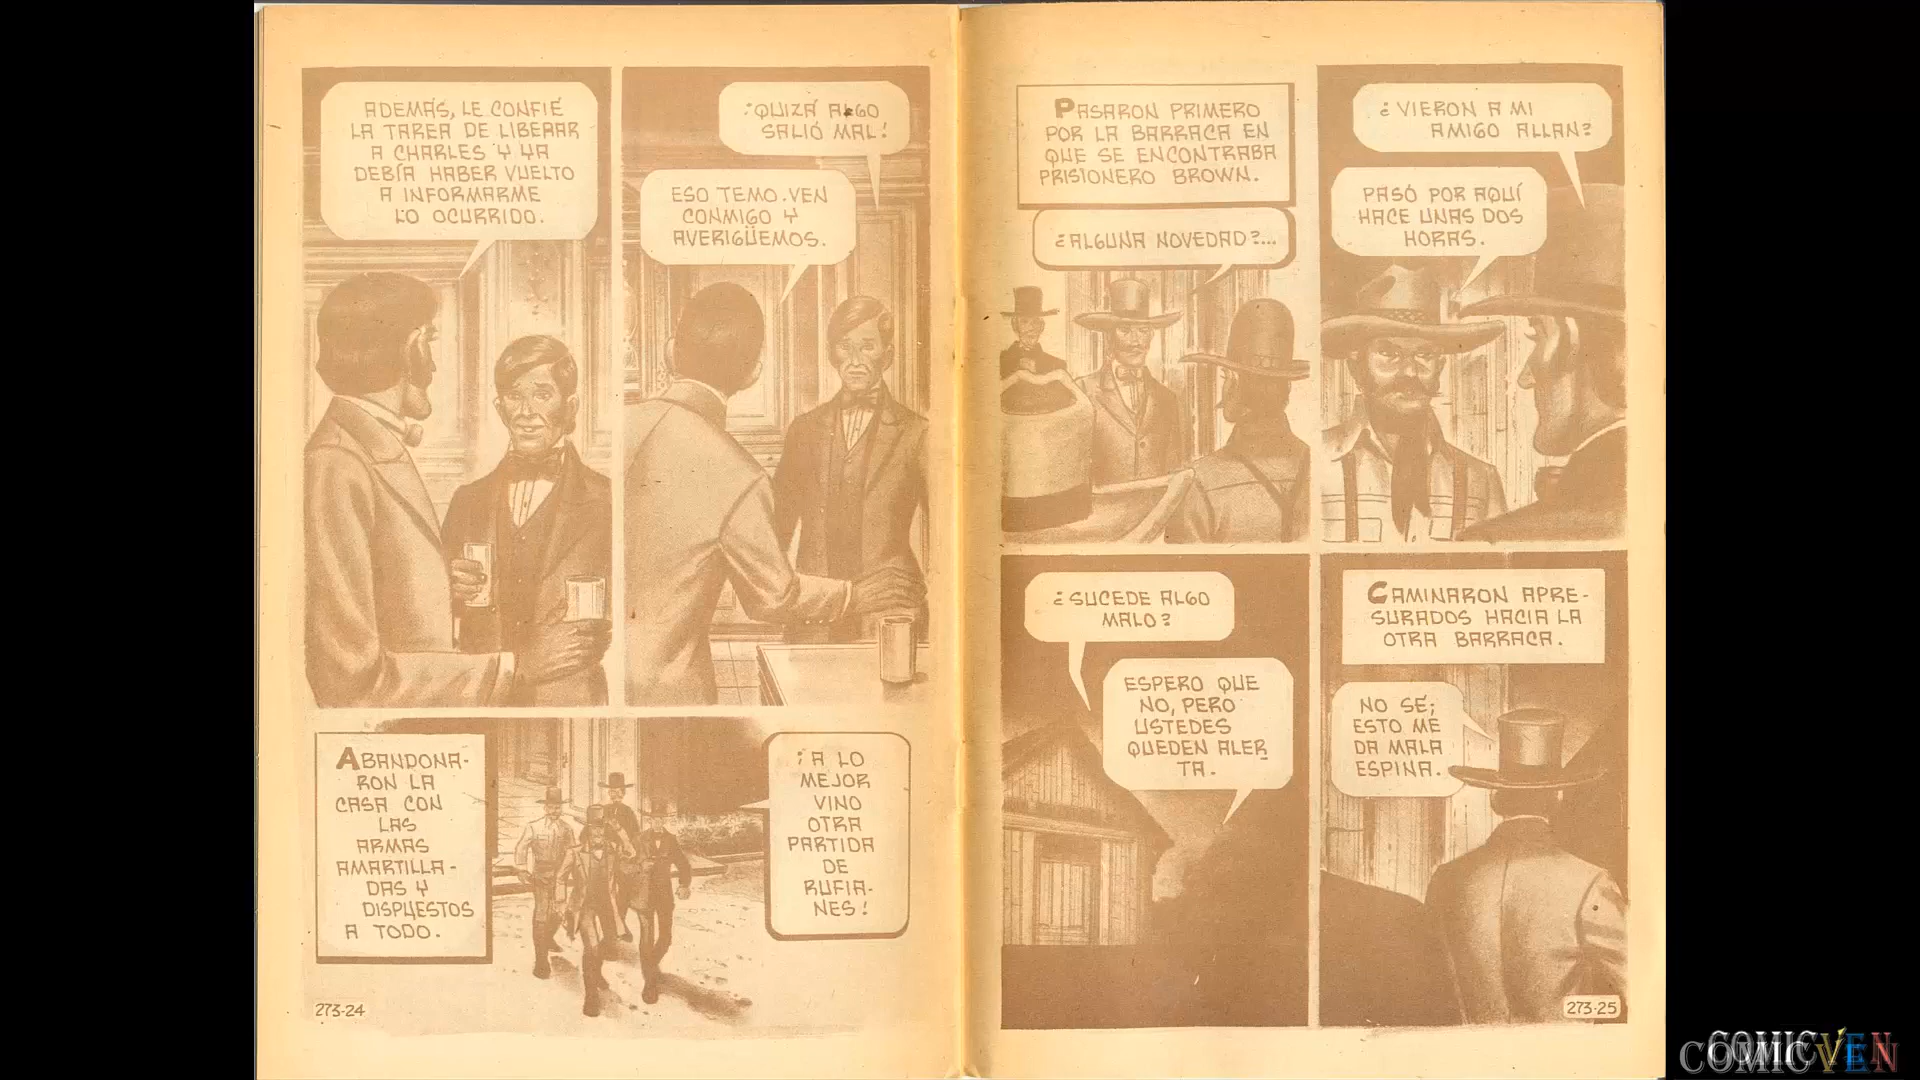 ADEMÁS, LE CONFIÉ
LA TAREA DE LIBERAR
A CHARLES Y YA
DEBÍA HABER VUELTO
A INFORMARME
LO OCURRIDO.
¡QUIZÁ ALGO
SALIÓ MAL!
ESO TEMO. VEN
CONMIGO Y
AVERIGÜEMOS.
ABANDONA-
RON LA
CASA CON
LAS
ARMAS
AMARTILLA-
DAS Y
DISPUESTOS
A TODO.
¡A LO
MEJOR
VINO
OTRA
PARTIDA
DE
RUFIA-
NES!
273-24
PASARON PRIMERO
POR LA BARRACA EN
QUE SE ENCONTRABA
PRISIONERO BROWN.
¿ALGUNA NOVEDAD?...
¿VIERON A MI
AMIGO ALLAN?
PASÓ POR AQUÍ
HACE UNAS DOS
HORAS.
¿SUCEDE ALGO
MALO?
ESPERO QUE
NO, PERO
USTEDES
QUEDEN ALER
TA.
CAMINARON APRE-
SURADOS HACIA LA
OTRA BARRACA.
NO SÉ;
ESTO ME
DA MALA
ESPINA.
273-25
COMICVEN
COMICVEN